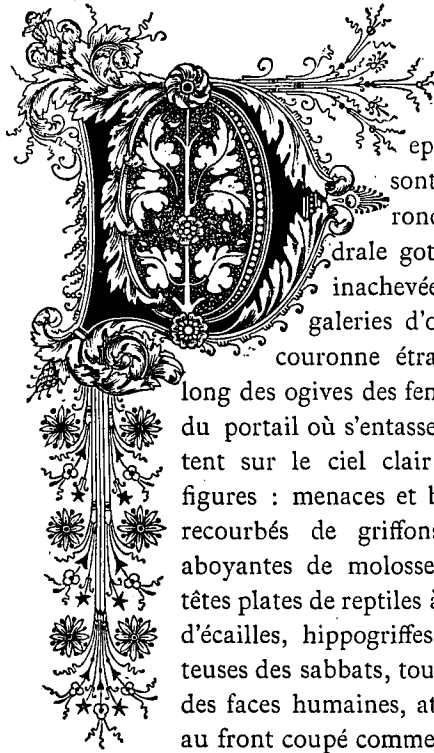 D
ep
sont
ronc
drale got
inachevée
galeries d'o
couronne étra
long des ogives des fen
du portail où s'entasse
tent sur le ciel clair
figures : menaces et
recourbés de griffons
aboyantes de molosse
têtes plates de reptiles à
d'écailles, hippogriffes
teuses des sabbats, tou
des faces humaines, at
au front coupé comme